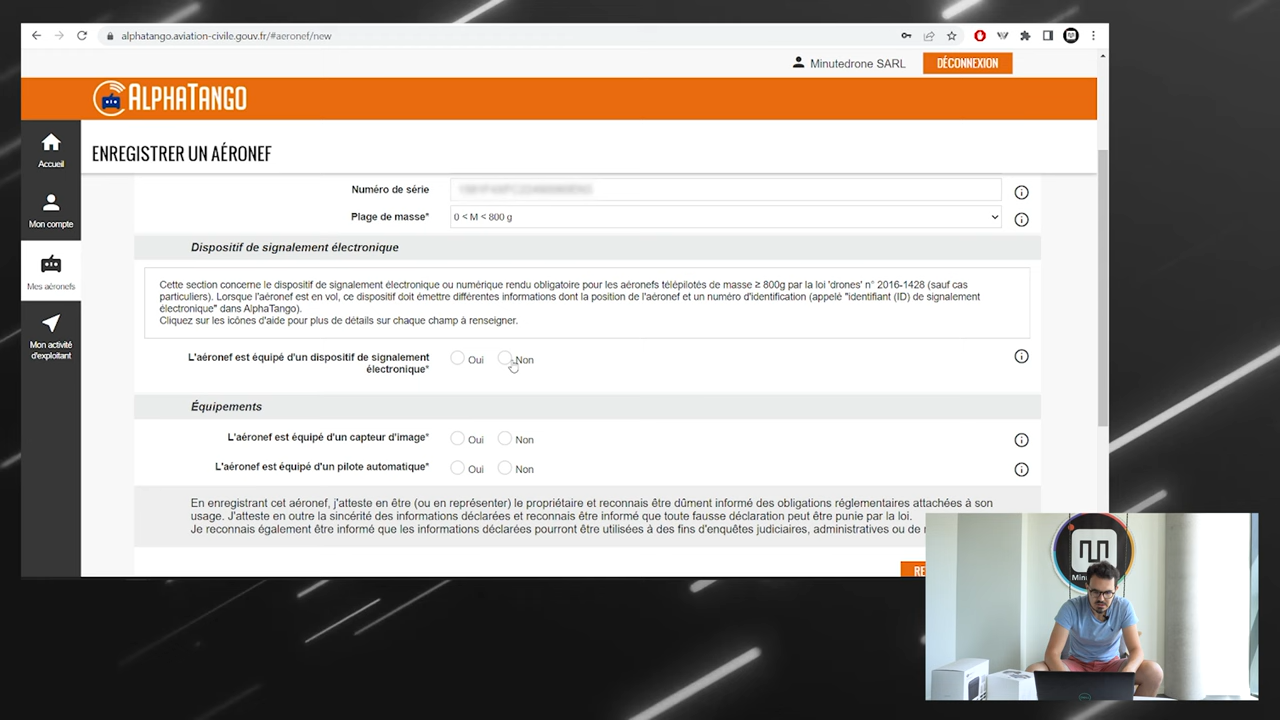 alphatango.aviation-civile.gouv.fr/#aeronef/new
Minutedrone SARL
DÉCONNEXION
ALPHATANGO
Accueil
ENREGISTRER UN AÉRONEF
Mon compte
Mes aéronefs
Mon activité
d'exploitant
Numéro de série
Plage de masse*
0 < M < 800 g
Dispositif de signalement électronique
Cette section concerne le dispositif de signalement électronique ou numérique rendu obligatoire pour les aéronefs télépilotés de masse ≥ 800g par la loi 'drones' n° 2016-1428 (sauf cas
particuliers). Lorsque l'aéronef est en vol, ce dispositif doit émettre différentes informations dont la position de l'aéronef et un numéro d'identification (appelé "identifiant (ID) de signalement
électronique" dans AlphaTango).
Cliquez sur les icônes d'aide pour plus de détails sur chaque champ à renseigner.
L'aéronef est équipé d'un dispositif de signalement
électronique*
Oui Non
Équipements
L'aéronef est équipé d'un capteur d'image*
Oui Non
L'aéronef est équipé d'un pilote automatique*
Oui Non
En enregistrant cet aéronef, j'atteste en être (ou en représenter) le propriétaire et reconnais être dûment informé des obligations réglementaires attachées à son
usage. J'atteste en outre la sincérité des informations déclarées et reconnais être informé que toute fausse déclaration peut être punie par la loi.
Je reconnais également être informé que les informations déclarées pourront être utilisées à des fins d'enquêtes judiciaires, administratives ou de